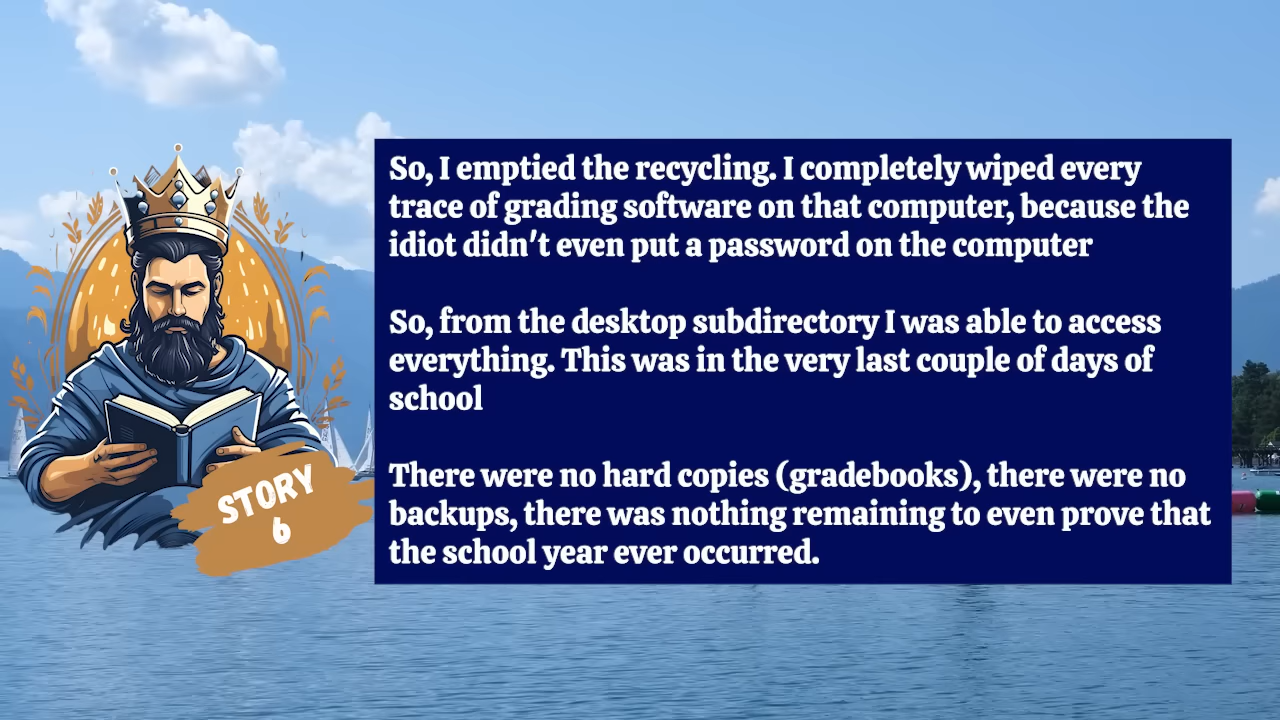 So, I emptied the recycling. I completely wiped every
trace of grading software on that computer, because the
idiot didn't even put a password on the computer
So, from the desktop subdirectory I was able to access
everything. This was in the very last couple of days of
school
There were no hard copies (gradebooks), there were no
backups, there was nothing remaining to even prove that
the school year ever occurred.
STORY
6